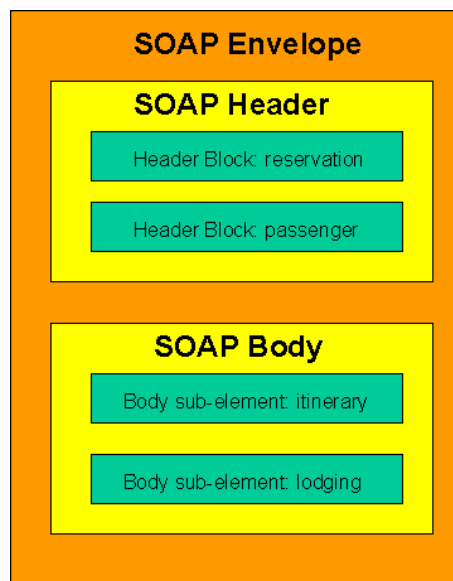 SOAP Envelope
SOAP Header
Header Block: reservation
Header Block: passenger
SOAP Body
Body sub-element: itinerary
Body sub-element: lodging